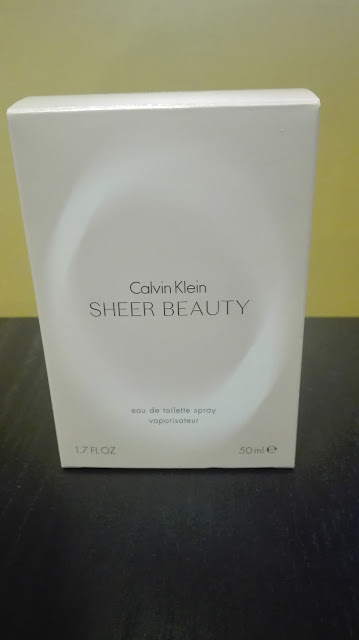 Calvin Klein
SHEER BEAUTY
eau de toilette spray
vaporisateur
1.7 FL OZ 50 ml ℮